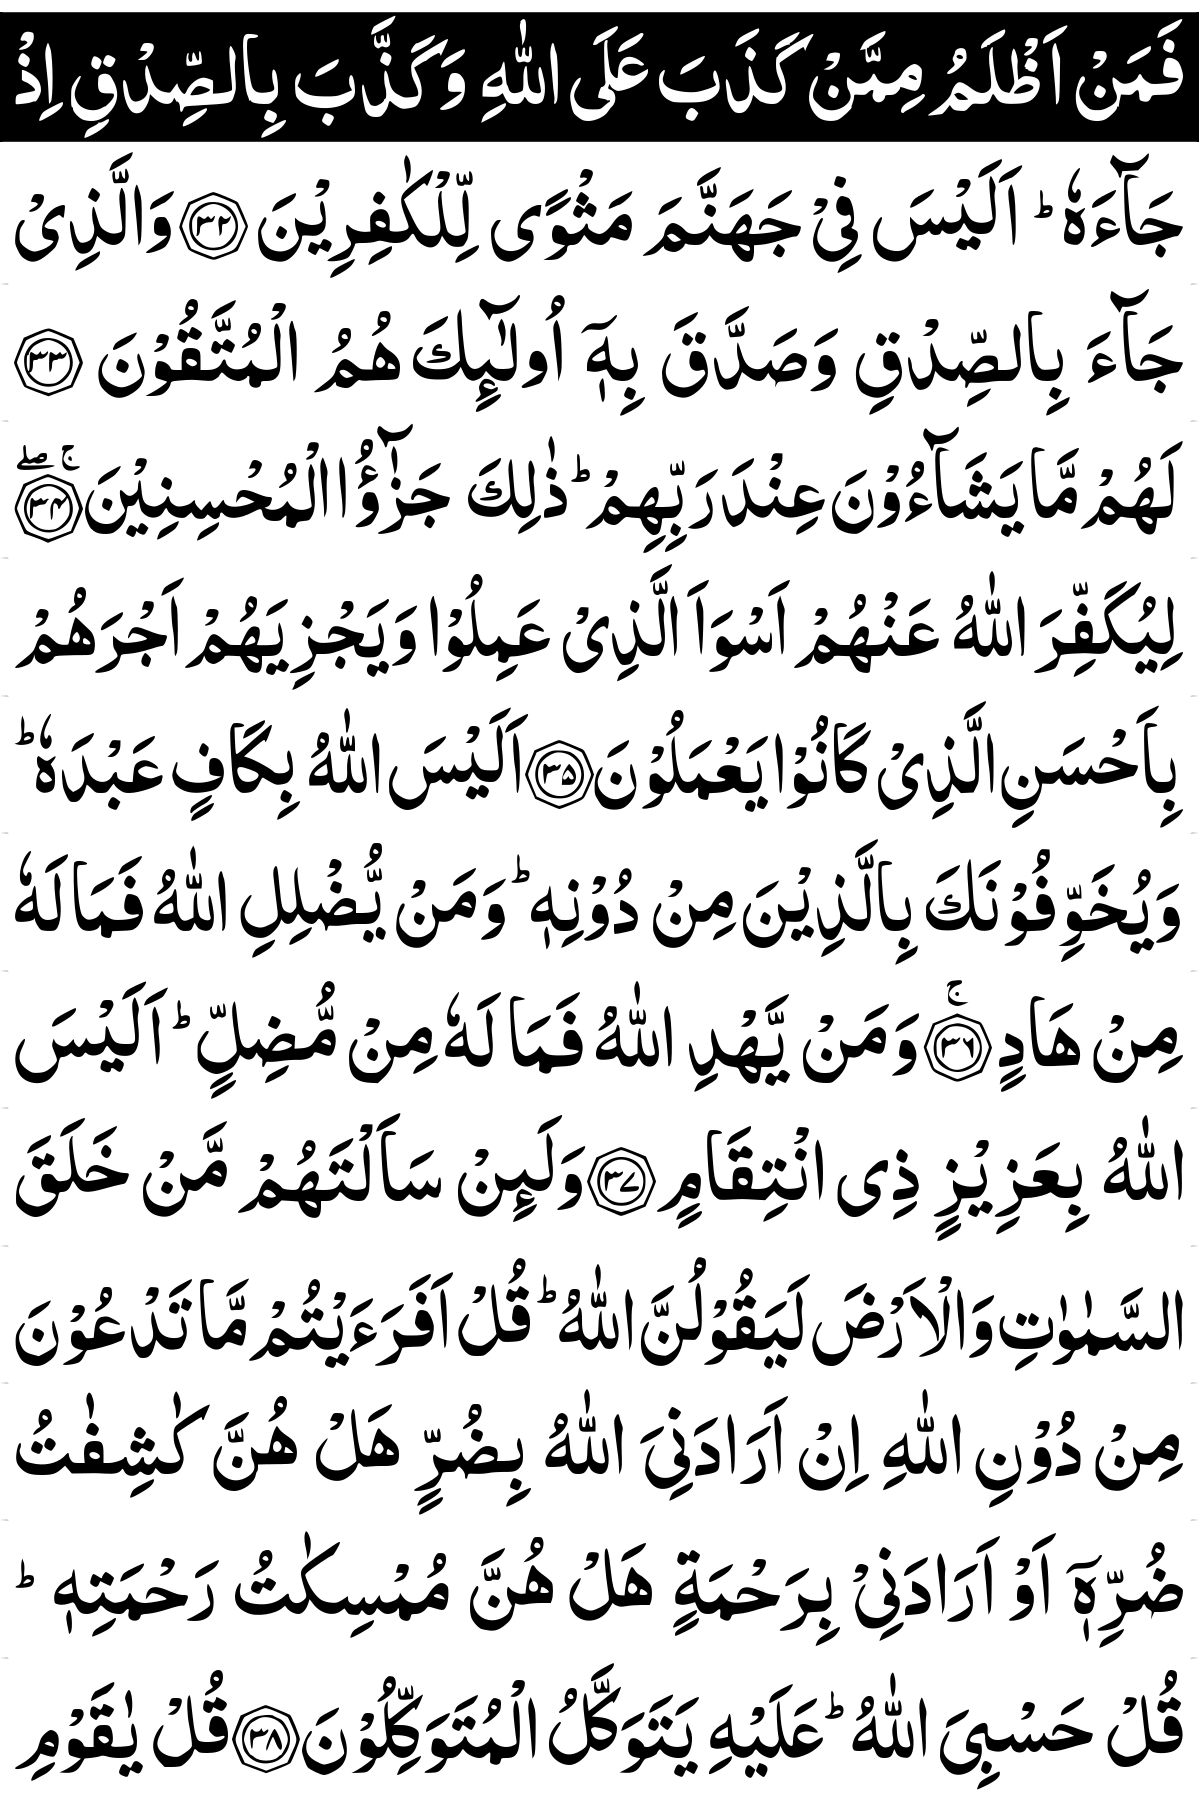 فَمَنْ اَظْلَمُ مِمَّنْ كَذَبَ عَلَى اللّٰهِ وَكَذَّبَ بِالصِّدْقِ اِذْ
جَآءَهٗ ؕ اَلَيْسَ فِىْ جَهَنَّمَ مَثْوًى لِّلْكٰفِرِيْنَ ۝۳۲ وَالَّذِىْ
جَآءَ بِالصِّدْقِ وَصَدَّقَ بِهٖۤ اُولٰٓئِكَ هُمُ الْمُتَّقُوْنَ ۝۳۳
لَهُمْ مَّا يَشَآءُوْنَ عِنْدَ رَبِّهِمْ ؕ ذٰلِكَ جَزٰٓؤُا الْمُحْسِنِيْنَ ۝۳۴ ۚۖ
لِيُكَفِّرَ اللّٰهُ عَنْهُمْ اَسْوَاَ الَّذِىْ عَمِلُوْا وَيَجْزِيَهُمْ اَجْرَهُمْ
بِاَحْسَنِ الَّذِىْ كَانُوْا يَعْمَلُوْنَ ۝۳۵ اَلَيْسَ اللّٰهُ بِكَافٍ عَبْدَهٗ ؕ
وَيُخَوِّفُوْنَكَ بِالَّذِيْنَ مِنْ دُوْنِهٖ ؕ وَمَنْ يُّضْلِلِ اللّٰهُ فَمَا لَهٗ
مِنْ هَادٍ ۝۳۶ ۚ وَمَنْ يَّهْدِ اللّٰهُ فَمَا لَهٗ مِنْ مُّضِلٍّ ؕ اَلَيْسَ
اللّٰهُ بِعَزِيْزٍ ذِى انْتِقَامٍ ۝۳۷ وَلَئِنْ سَاَلْتَهُمْ مَّنْ خَلَقَ
السَّمٰوٰتِ وَالْاَرْضَ لَيَقُوْلُنَّ اللّٰهُ ؕ قُلْ اَفَرَءَيْتُمْ مَّا تَدْعُوْنَ
مِنْ دُوْنِ اللّٰهِ اِنْ اَرَادَنِىَ اللّٰهُ بِضُرٍّ هَلْ هُنَّ كٰشِفٰتُ
ضُرِّهٖۤ اَوْ اَرَادَنِىْ بِرَحْمَةٍ هَلْ هُنَّ مُمْسِكٰتُ رَحْمَتِهٖ ؕ
قُلْ حَسْبِىَ اللّٰهُ ؕ عَلَيْهِ يَتَوَكَّلُ الْمُتَوَكِّلُوْنَ ۝۳۸ قُلْ يٰقَوْمِ